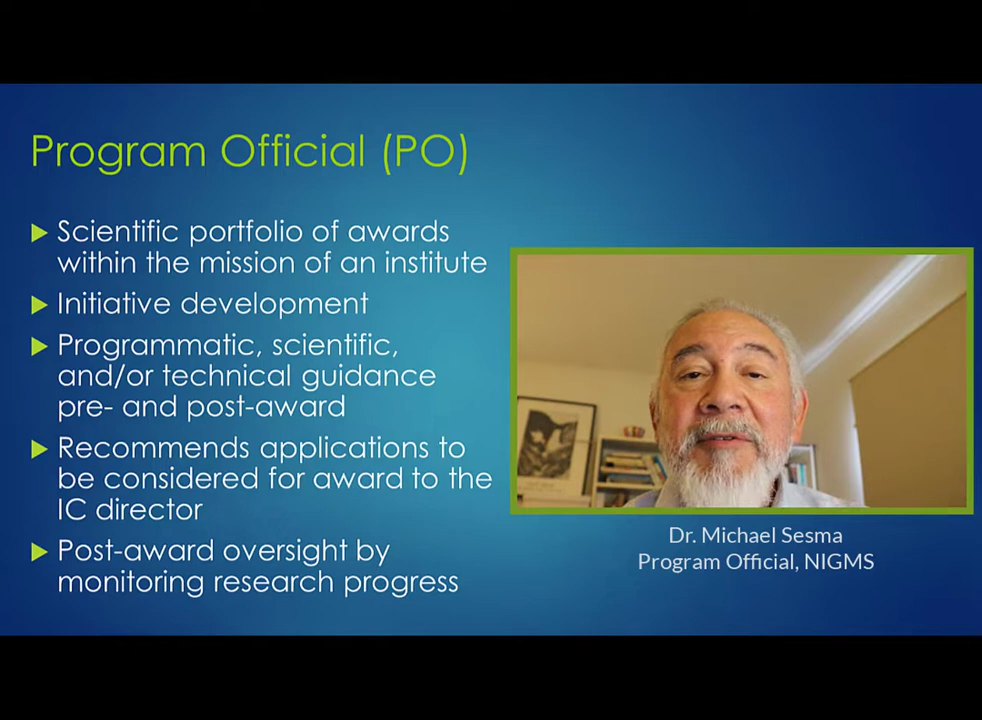 Program Official (PO)
Scientific portfolio of awards
within the mission of an institute
Initiative development
Programmatic, scientific,
and/or technical guidance
pre- and post-award
Recommends applications to
be considered for award to the
IC director
Post-award oversight by
monitoring research progress
Dr. Michael Sesma
Program Official, NIGMS